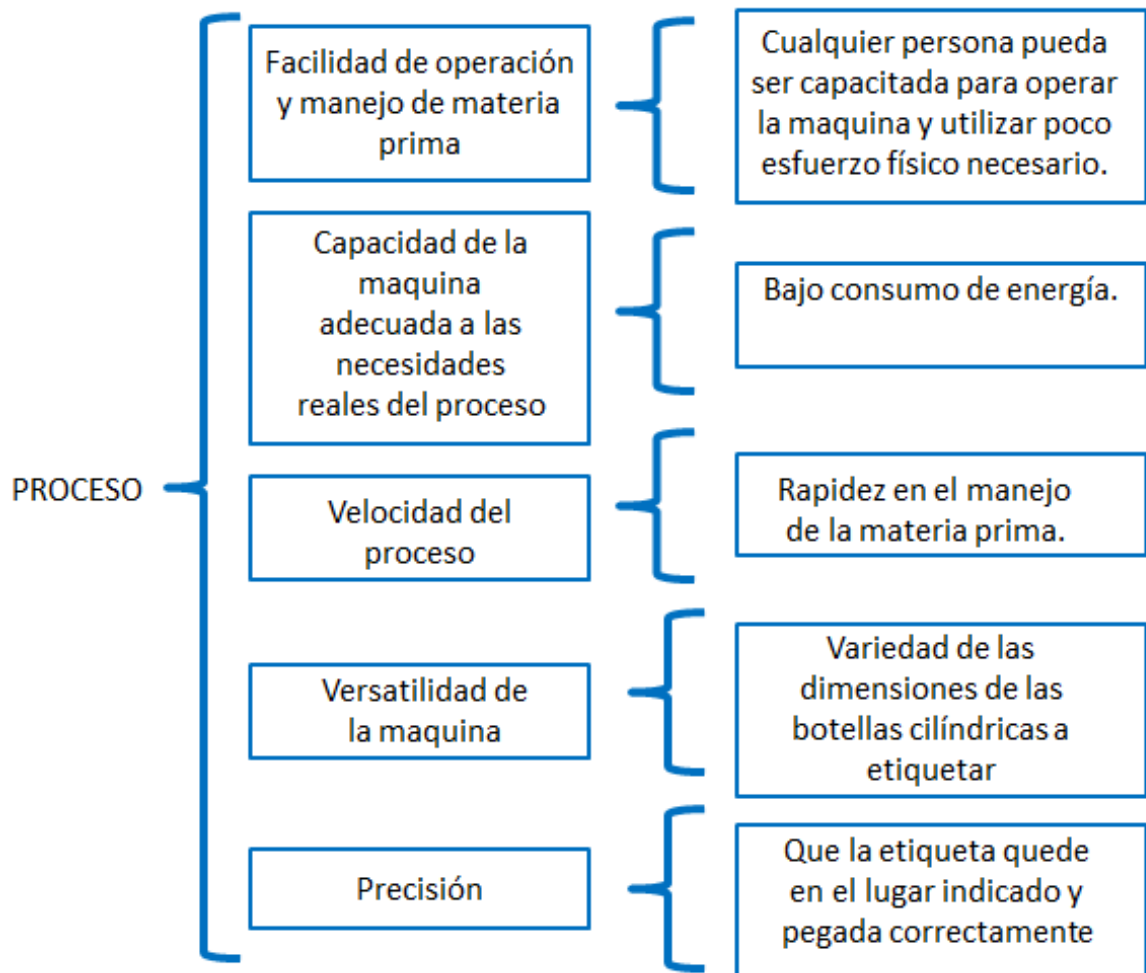 PROCESO
Facilidad de operación
y manejo de materia
prima
Cualquier persona pueda
ser capacitada para operar
la maquina y utilizar poco
esfuerzo físico necesario.
Capacidad de la
maquina
adecuada a las
necesidades
reales del proceso
Bajo consumo de energía.
Velocidad del
proceso
Rapidez en el manejo
de la materia prima.
Versatilidad de
la maquina
Variedad de las
dimensiones de las
botellas cilíndricas a
etiquetar
Precisión
Que la etiqueta quede
en el lugar indicado y
pegada correctamente